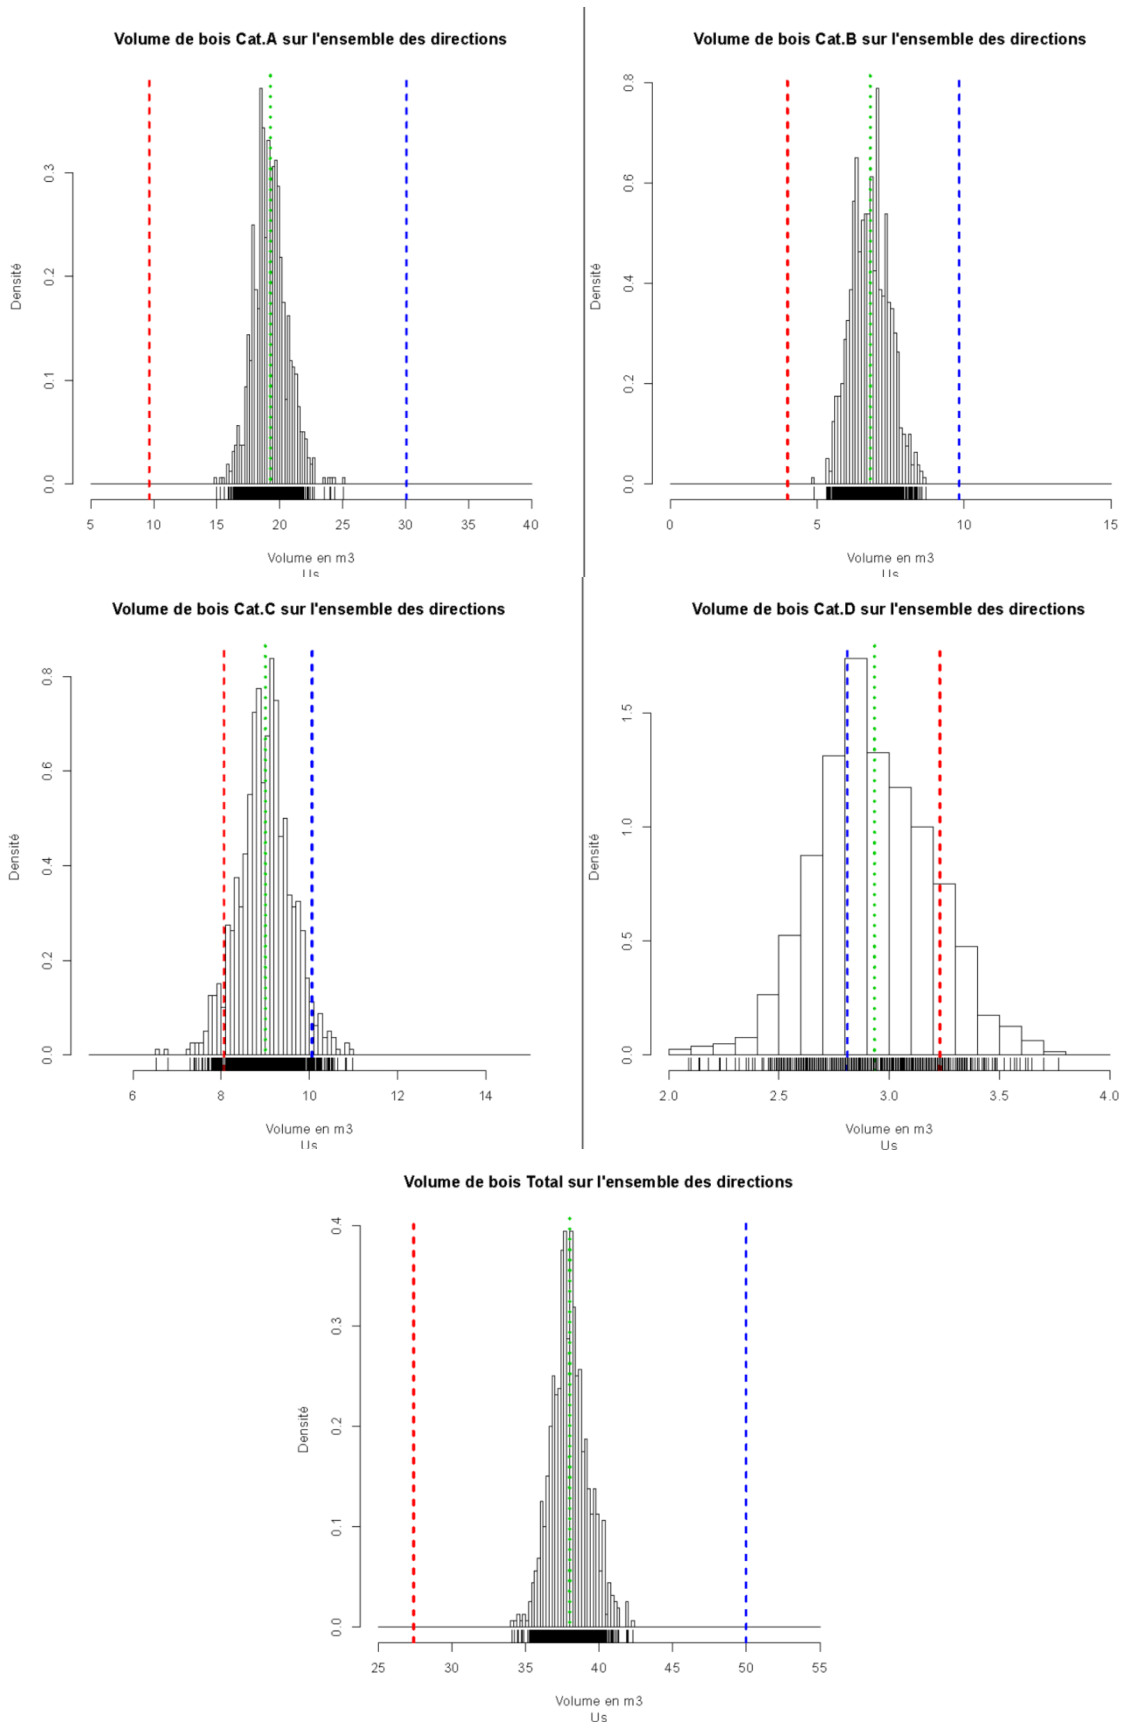 Volume de bois Cat.A sur l'ensemble des directions
Densité
0.0 0.1 0.2 0.3
5 10 15 20 25 30 35 40
Volume en m3
Us
Volume de bois Cat.B sur l'ensemble des directions
Densité
0.0 0.2 0.4 0.6 0.8
0 5 10 15
Volume en m3
Us
Volume de bois Cat.C sur l'ensemble des directions
Densité
0.0 0.2 0.4 0.6 0.8
6 8 10 12 14
Volume en m3
Us
Volume de bois Cat.D sur l'ensemble des directions
Densité
0.0 0.5 1.0 1.5
2.0 2.5 3.0 3.5 4.0
Volume en m3
Us
Volume de bois Total sur l'ensemble des directions
Densité
0.0 0.1 0.2 0.3 0.4
25 30 35 40 45 50 55
Volume en m3
Us